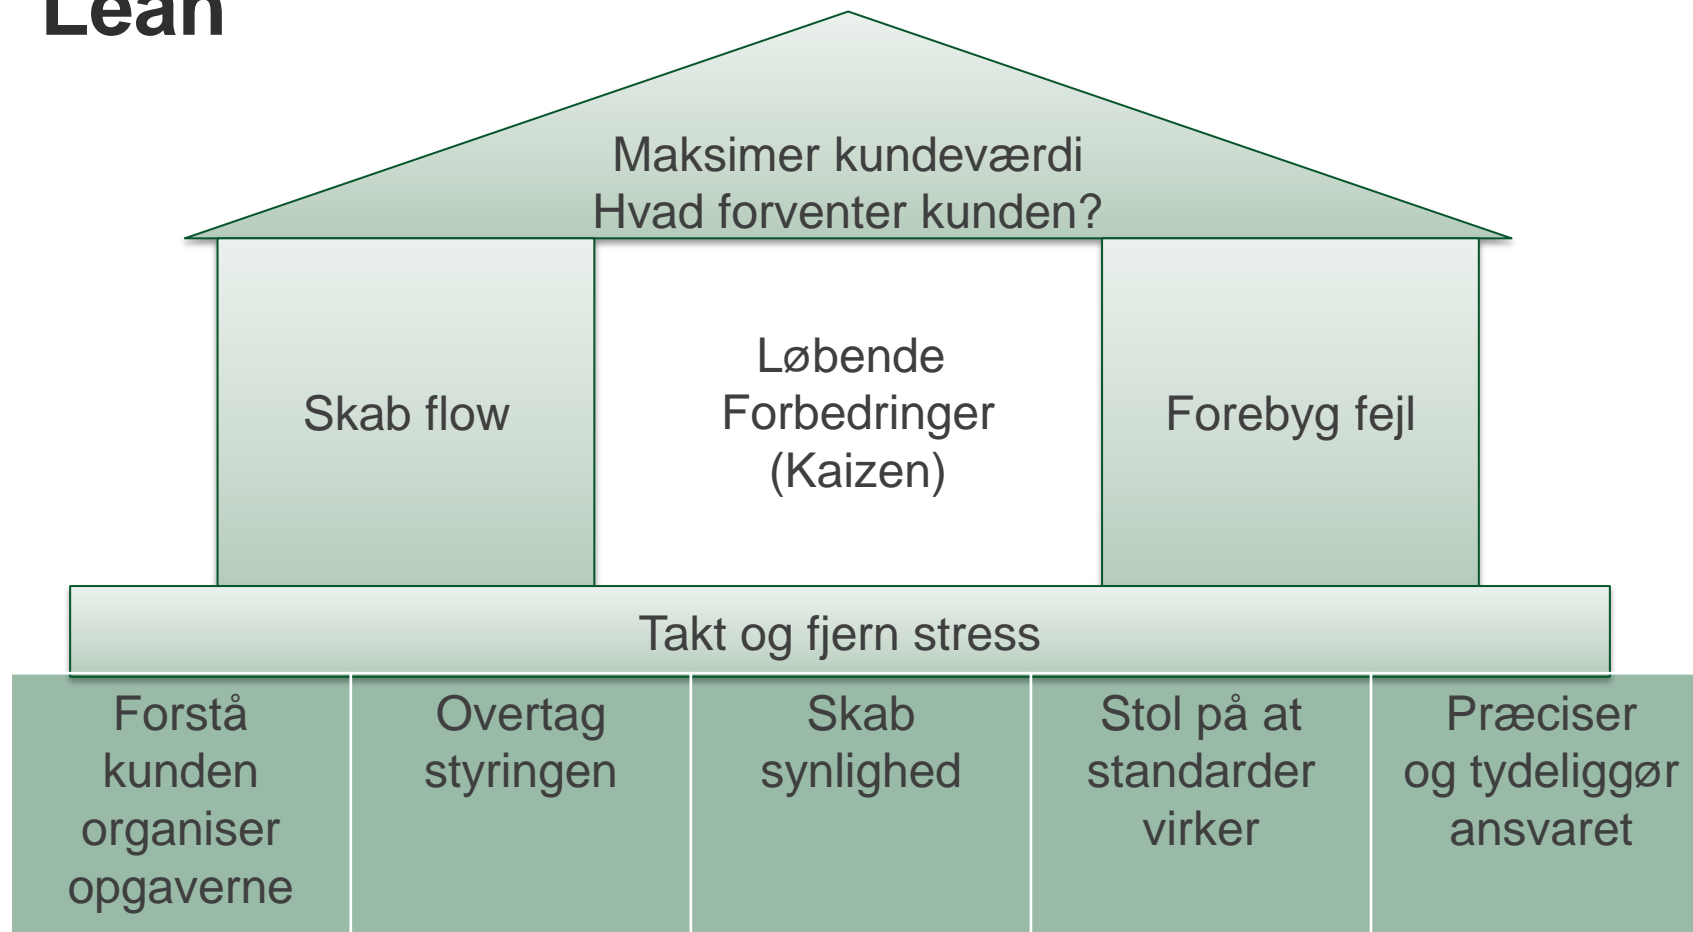 Lean
Maksimer kundeværdi
Hvad forventer kunden?
Skab flow
Løbende
Forbedringer
(Kaizen)
Forebyg fejl
Takt og fjern stress
Forstå
kunden
organiser
opgaverne
Overtag
styringen
Skab
synlighed
Stol på at
standarder
virker
Præciser
og tydeliggør
ansvaret